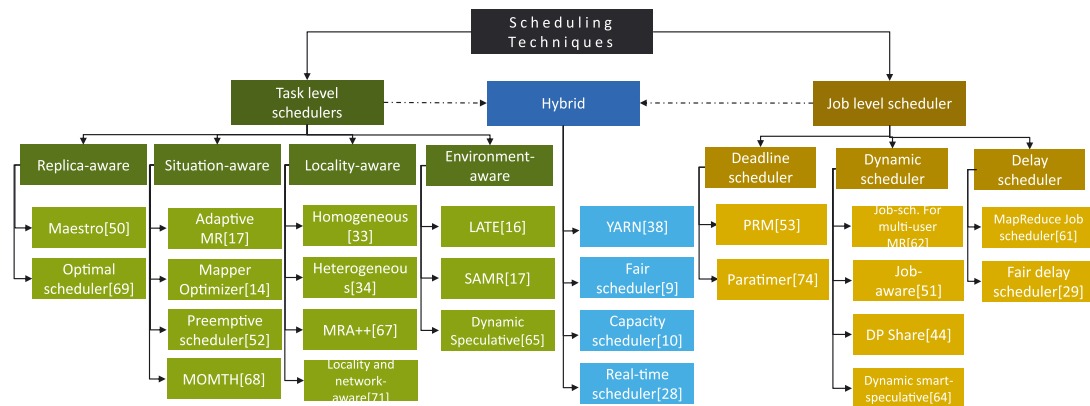 Scheduling
Techniques
Task level
schedulers
Hybrid
Job level scheduler
Replica-aware
Situation-aware
Locality-aware
Environment-
aware
Deadline
scheduler
Dynamic
scheduler
Delay
scheduler
Maestro[50]
Optimal
scheduler[69]
Adaptive
MR[17]
Mapper
Optimizer[14]
Preemptive
scheduler[52]
MOMTH[68]
Homogeneous
[33]
Heterogeneou
s[34]
MRA++[67]
Locality and
network-
aware[71]
LATE[16]
SAMR[17]
Dynamic
Speculative[65]
YARN[38]
Fair
scheduler[9]
Capacity
scheduler[10]
Real-time
scheduler[28]
PRM[53]
Paratimer[74]
Job-sch. For
multi-user
MR[62]
Job-
aware[51]
DP Share[44]
Dynamic smart-
speculative[64]
MapReduce Job
scheduler[61]
Fair delay
scheduler[29]